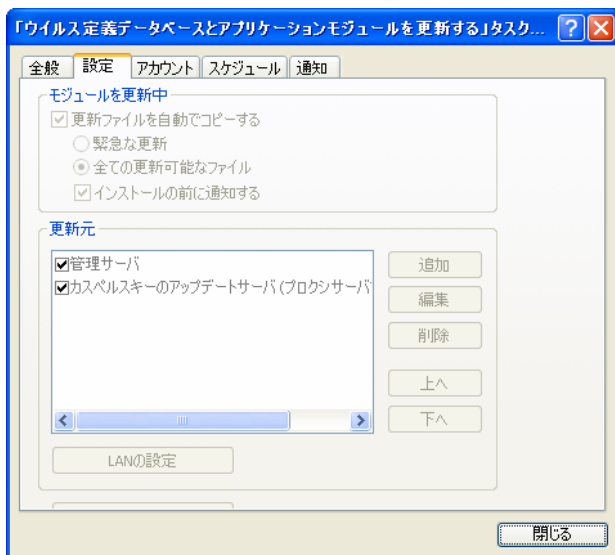 「ウイルス定義データベースとアプリケーションモジュールを更新する」タスク...
全般 設定 アカウント スケジュール 通知
モジュールを更新中
更新ファイルを自動でコピーする
緊急な更新
全ての更新可能なファイル
インストールの前に通知する
更新元
管理サーバ
追加
カスペルスキーのアップデートサーバ(プロクシサーバ
編集
削除
上へ
下へ
LANの設定
閉じる